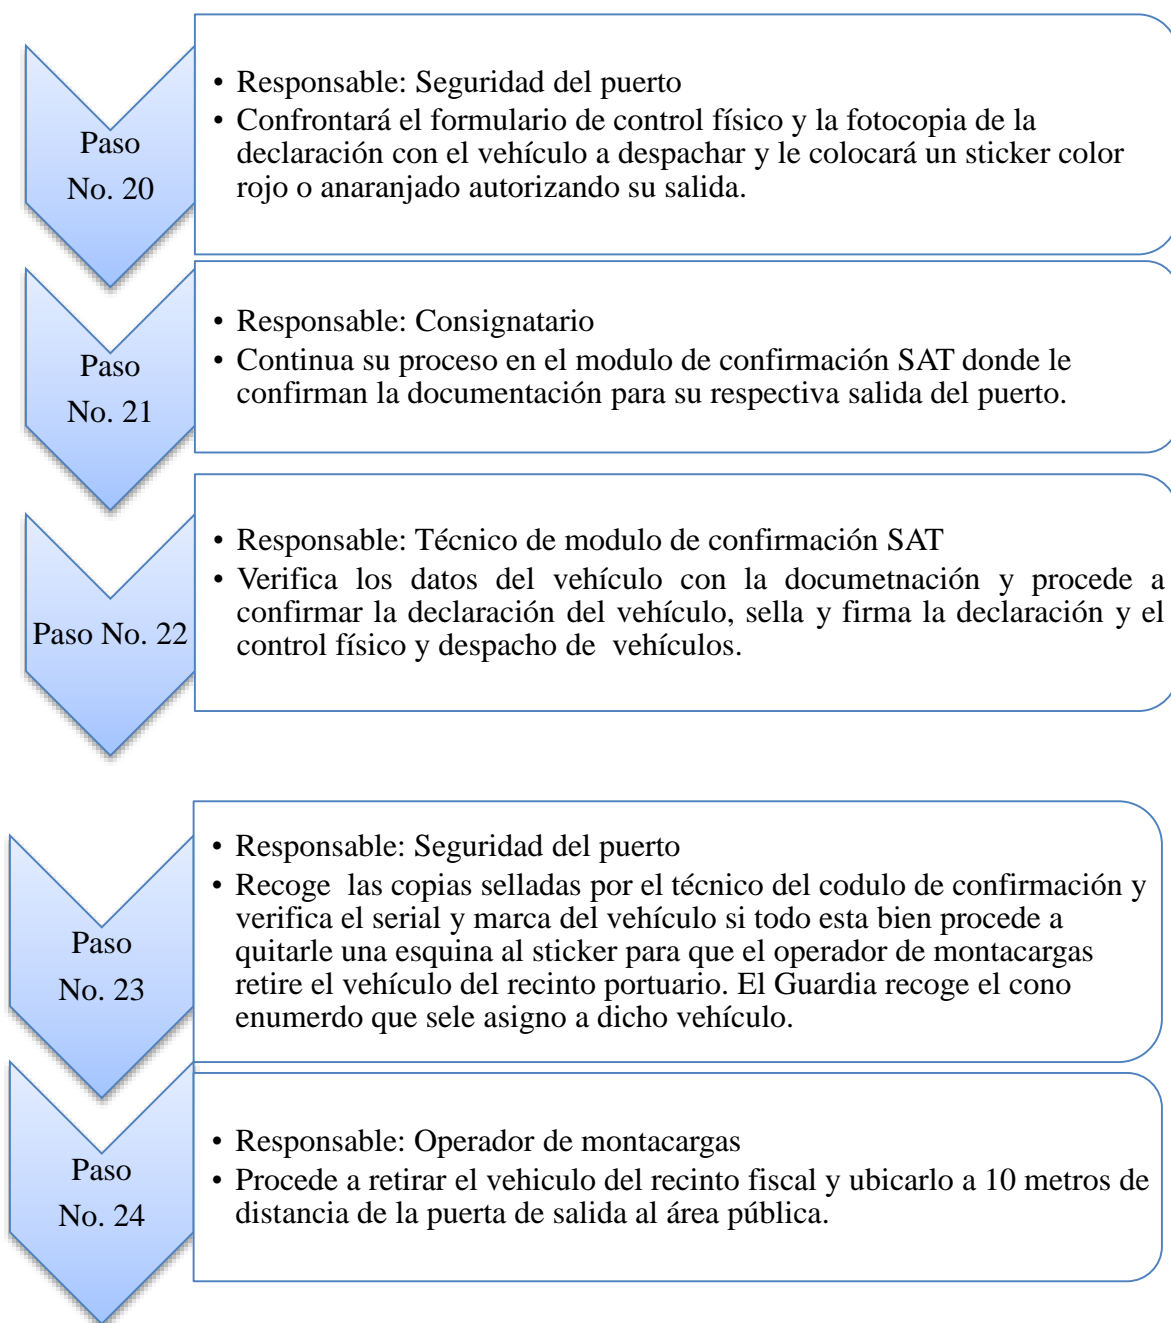 Paso
No. 20
• Responsable: Seguridad del puerto
• Confrontará el formulario de control físico y la fotocopia de la
declaración con el vehículo a despachar y le colocará un sticker color
rojo o anaranjado autorizando su salida.
Paso
No. 21
• Responsable: Consignatario
• Continua su proceso en el modulo de confirmación SAT donde le
confirman la documentación para su respectiva salida del puerto.
Paso No. 22
• Responsable: Técnico de modulo de confirmación SAT
• Verifica los datos del vehículo con la documetnación y procede a
confirmar la declaración del vehículo, sella y firma la declaración y el
control físico y despacho de  vehículos.
Paso
No. 23
• Responsable: Seguridad del puerto
• Recoge  las copias selladas por el técnico del codulo de confirmación y
verifica el serial y marca del vehículo si todo esta bien procede a
quitarle una esquina al sticker para que el operador de montacargas
retire el vehículo del recinto portuario. El Guardia recoge el cono
enumerdo que sele asigno a dicho vehículo.
Paso
No. 24
• Responsable: Operador de montacargas
• Procede a retirar el vehiculo del recinto fiscal y ubicarlo a 10 metros de
distancia de la puerta de salida al área pública.